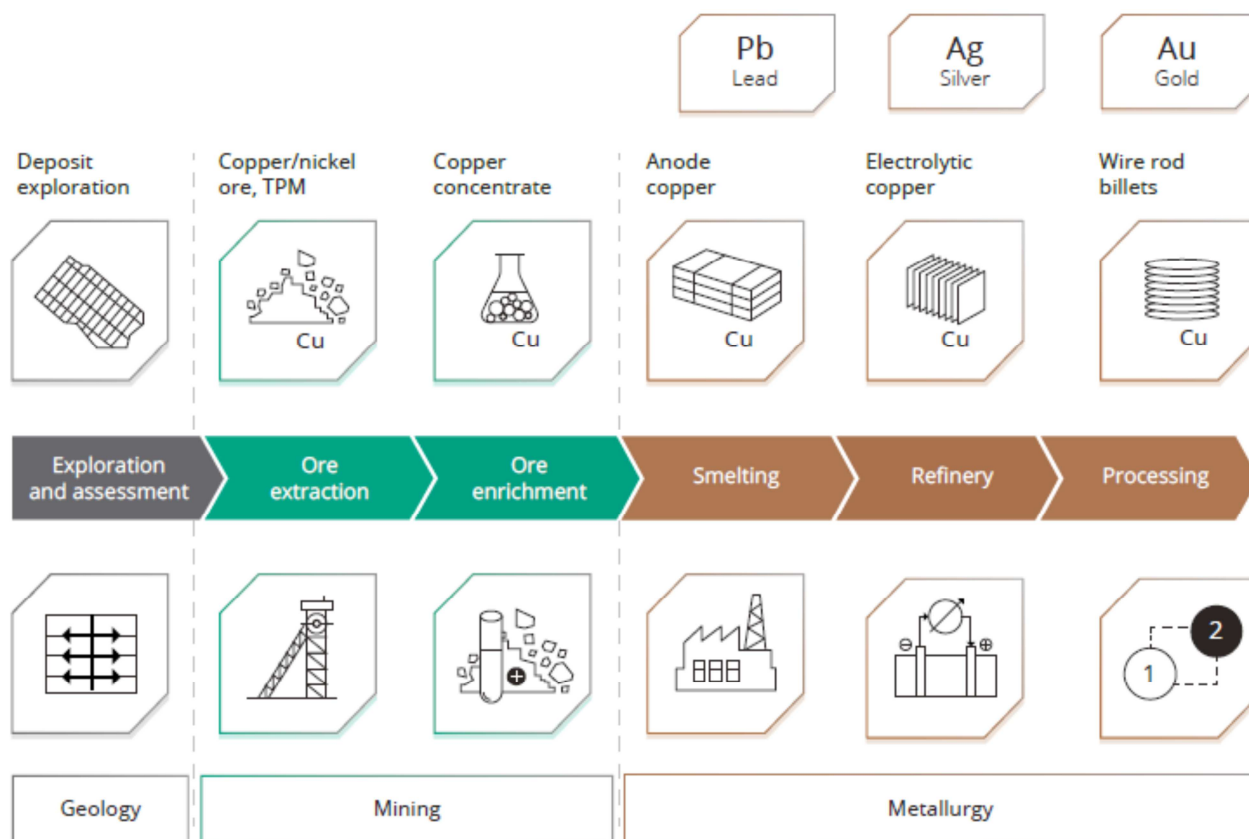 Pb
Lead
Ag
Silver
Au
Gold
Deposit
exploration
Copper/nickel
ore, TPM
Copper
concentrate
Anode
copper
Electrolytic
copper
Wire rod
billets
Cu
Cu
Cu
Cu
Cu
Exploration
and assessment
Ore
extraction
Ore
enrichment
Smelting
Refinery
Processing
1
2
Geology
Mining
Metallurgy